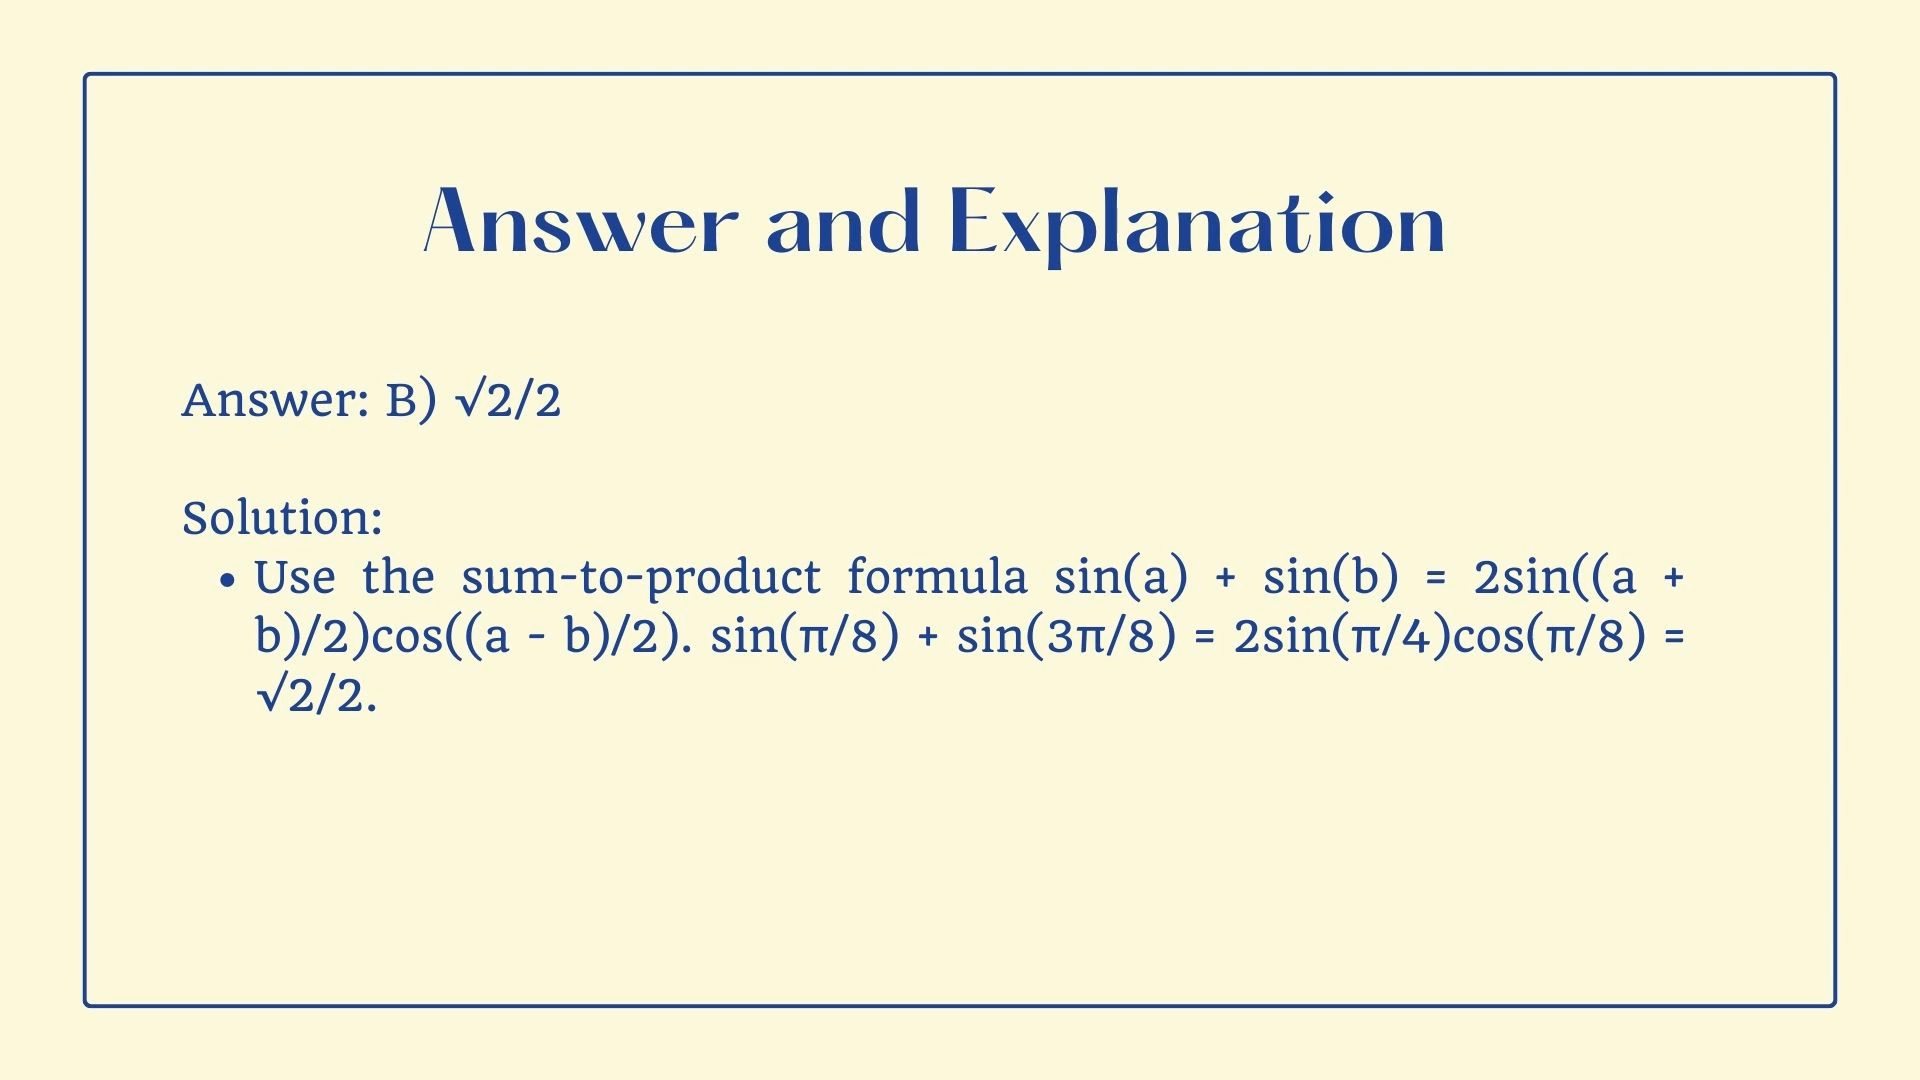 Answer and Explanation
Answer: B) √2/2
Solution:
• Use the sum-to-product formula sin(a) + sin(b) = 2sin((a +
b)/2)cos((a - b)/2). sin(π/8) + sin(3π/8) = 2sin(π/4)cos(π/8) =
√2/2.